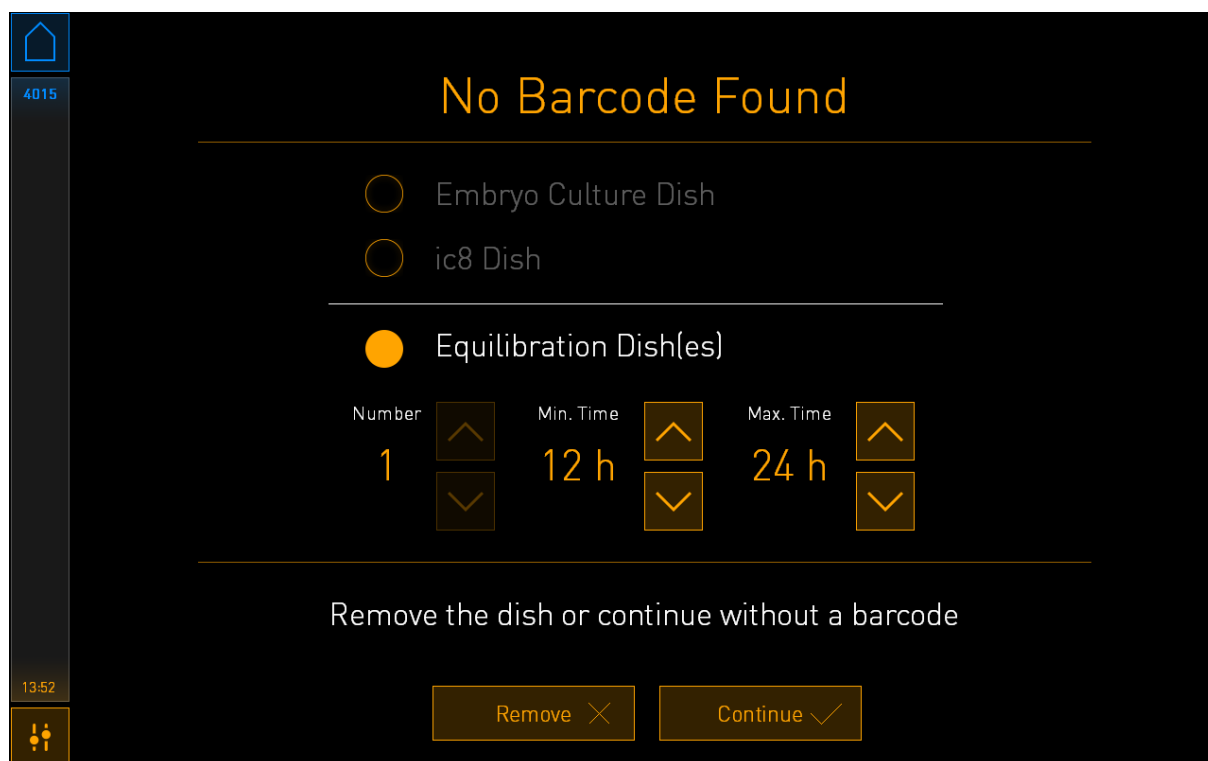 4015
No Barcode Found
Embryo Culture Dish
ic8 Dish
Equilibration Dish(es)
Number Min. Time Max. Time
1 12 h 24 h
Remove the dish or continue without a barcode
13:52
Remove Continue